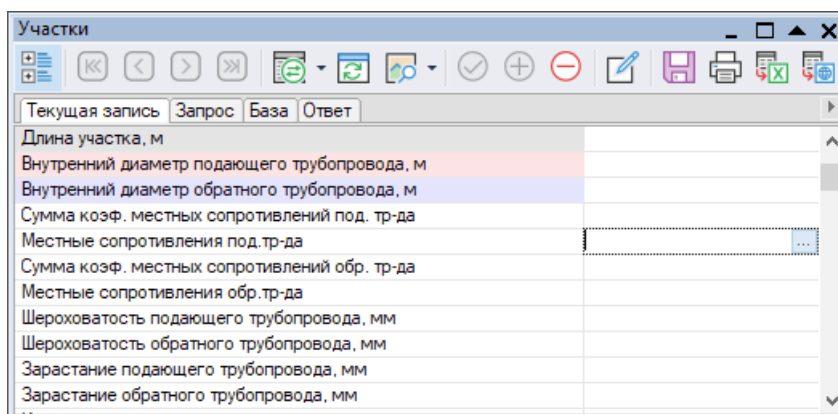 Участки
Текущая запись Запрос База Ответ
Длина участка, м
Внутренний диаметр подающего трубопровода, м
Внутренний диаметр обратного трубопровода, м
Сумма коэф. местных сопротивлений под. тр-да
Местные сопротивления под.тр-да
...
Сумма коэф. местных сопротивлений обр. тр-да
Местные сопротивления обр.тр-да
Шероховатость подающего трубопровода, мм
Шероховатость обратного трубопровода, мм
Зарастание подающего трубопровода, мм
Зарастание обратного трубопровода, мм